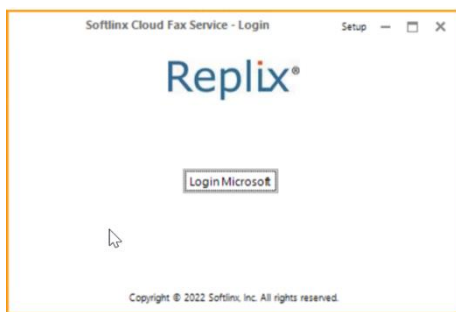 Softlinx Cloud Fax Service - Login
Setup
Replix®
Login Microsoft
Copyright © 2022 Softlinx, Inc. All rights reserved.